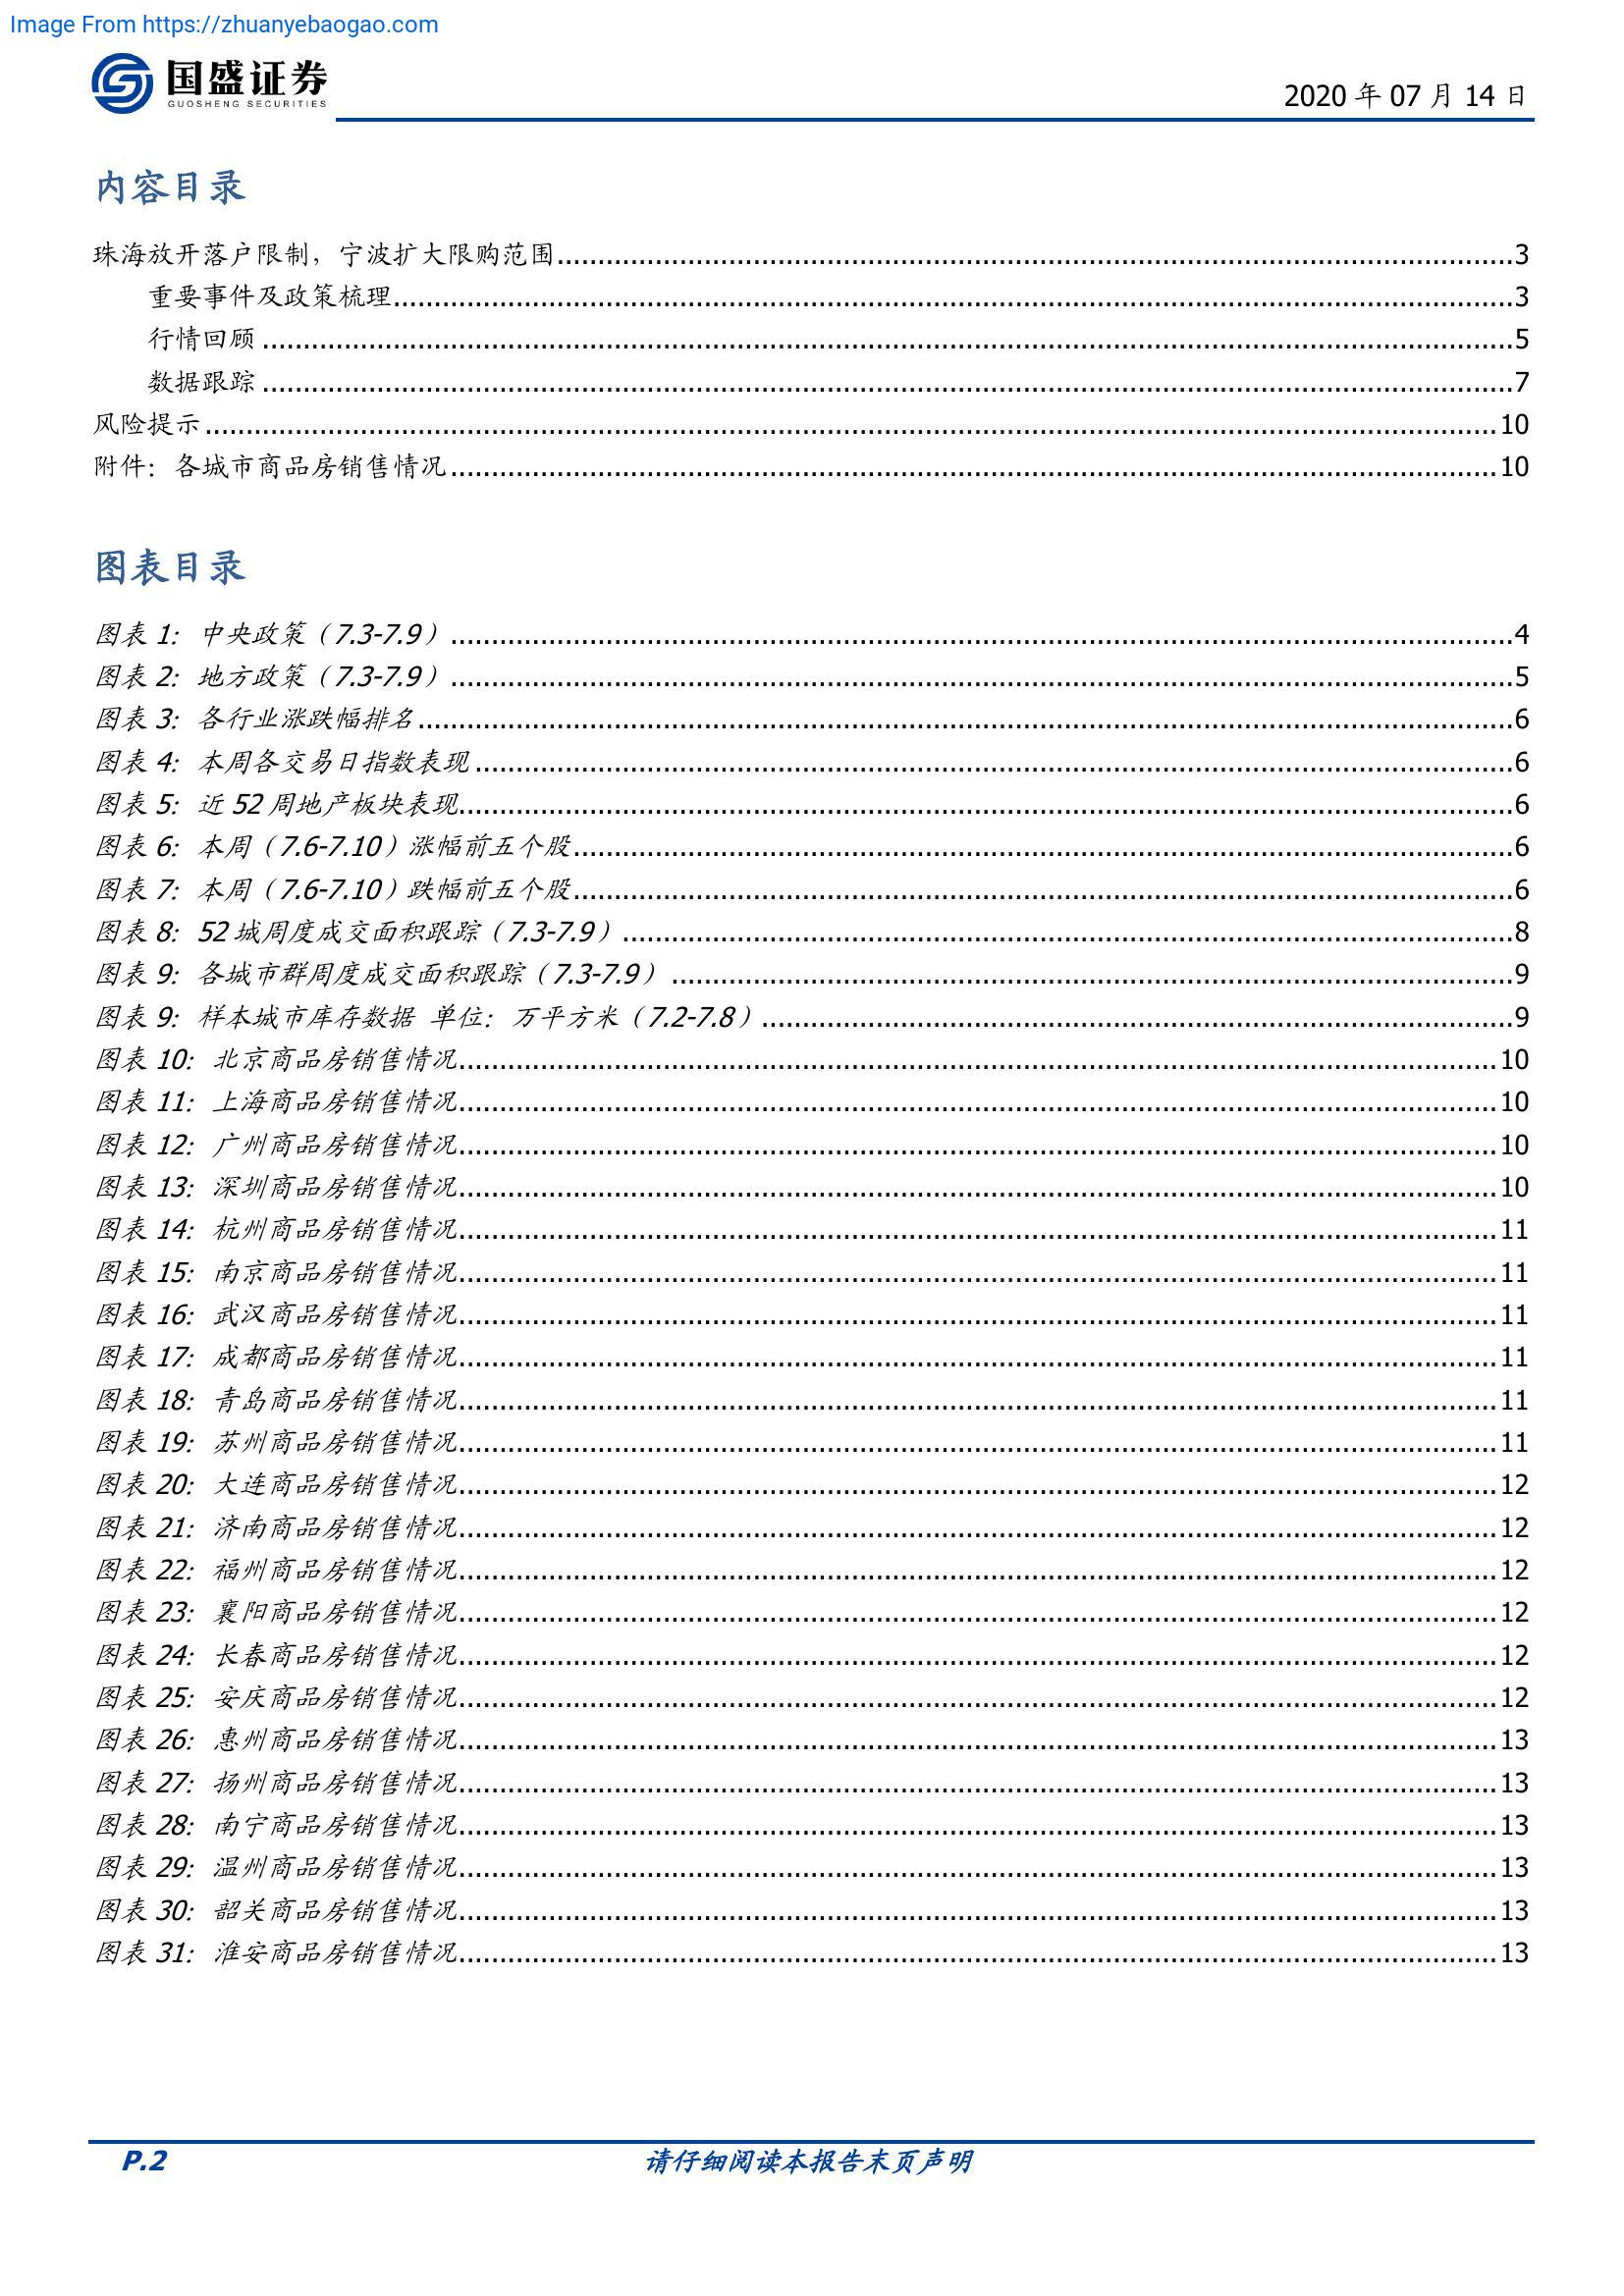 Image From https://zhuanyebaogao.com
国盛证券
GUOSHENG SECURITIES
2020 年 07 月 14 日
内容目录
珠海放开落户限制，宁波扩大限购范围........3
重要事件及政策梳理........3
行情回顾........5
数据跟踪........7
风险提示........10
附件：各城市商品房销售情况........10
图表目录
图表 1：中央政策（7.3-7.9）........4
图表 2：地方政策（7.3-7.9）........5
图表 3：各行业涨跌幅排名........6
图表 4：本周各交易日指数表现........6
图表 5：近 52 周地产板块表现........6
图表 6：本周（7.6-7.10）涨幅前五个股........6
图表 7：本周（7.6-7.10）跌幅前五个股........6
图表 8：52 城周度成交面积跟踪（7.3-7.9）........8
图表 9：各城市群周度成交面积跟踪（7.3-7.9）........9
图表 9：样本城市库存数据 单位：万平方米（7.2-7.8）........9
图表 10：北京商品房销售情况........10
图表 11：上海商品房销售情况........10
图表 12：广州商品房销售情况........10
图表 13：深圳商品房销售情况........10
图表 14：杭州商品房销售情况........11
图表 15：南京商品房销售情况........11
图表 16：武汉商品房销售情况........11
图表 17：成都商品房销售情况........11
图表 18：青岛商品房销售情况........11
图表 19：苏州商品房销售情况........11
图表 20：大连商品房销售情况........12
图表 21：济南商品房销售情况........12
图表 22：福州商品房销售情况........12
图表 23：襄阳商品房销售情况........12
图表 24：长春商品房销售情况........12
图表 25：安庆商品房销售情况........12
图表 26：惠州商品房销售情况........13
图表 27：扬州商品房销售情况........13
图表 28：南宁商品房销售情况........13
图表 29：温州商品房销售情况........13
图表 30：韶关商品房销售情况........13
图表 31：淮安商品房销售情况........13
P.2
请仔细阅读本报告末页声明